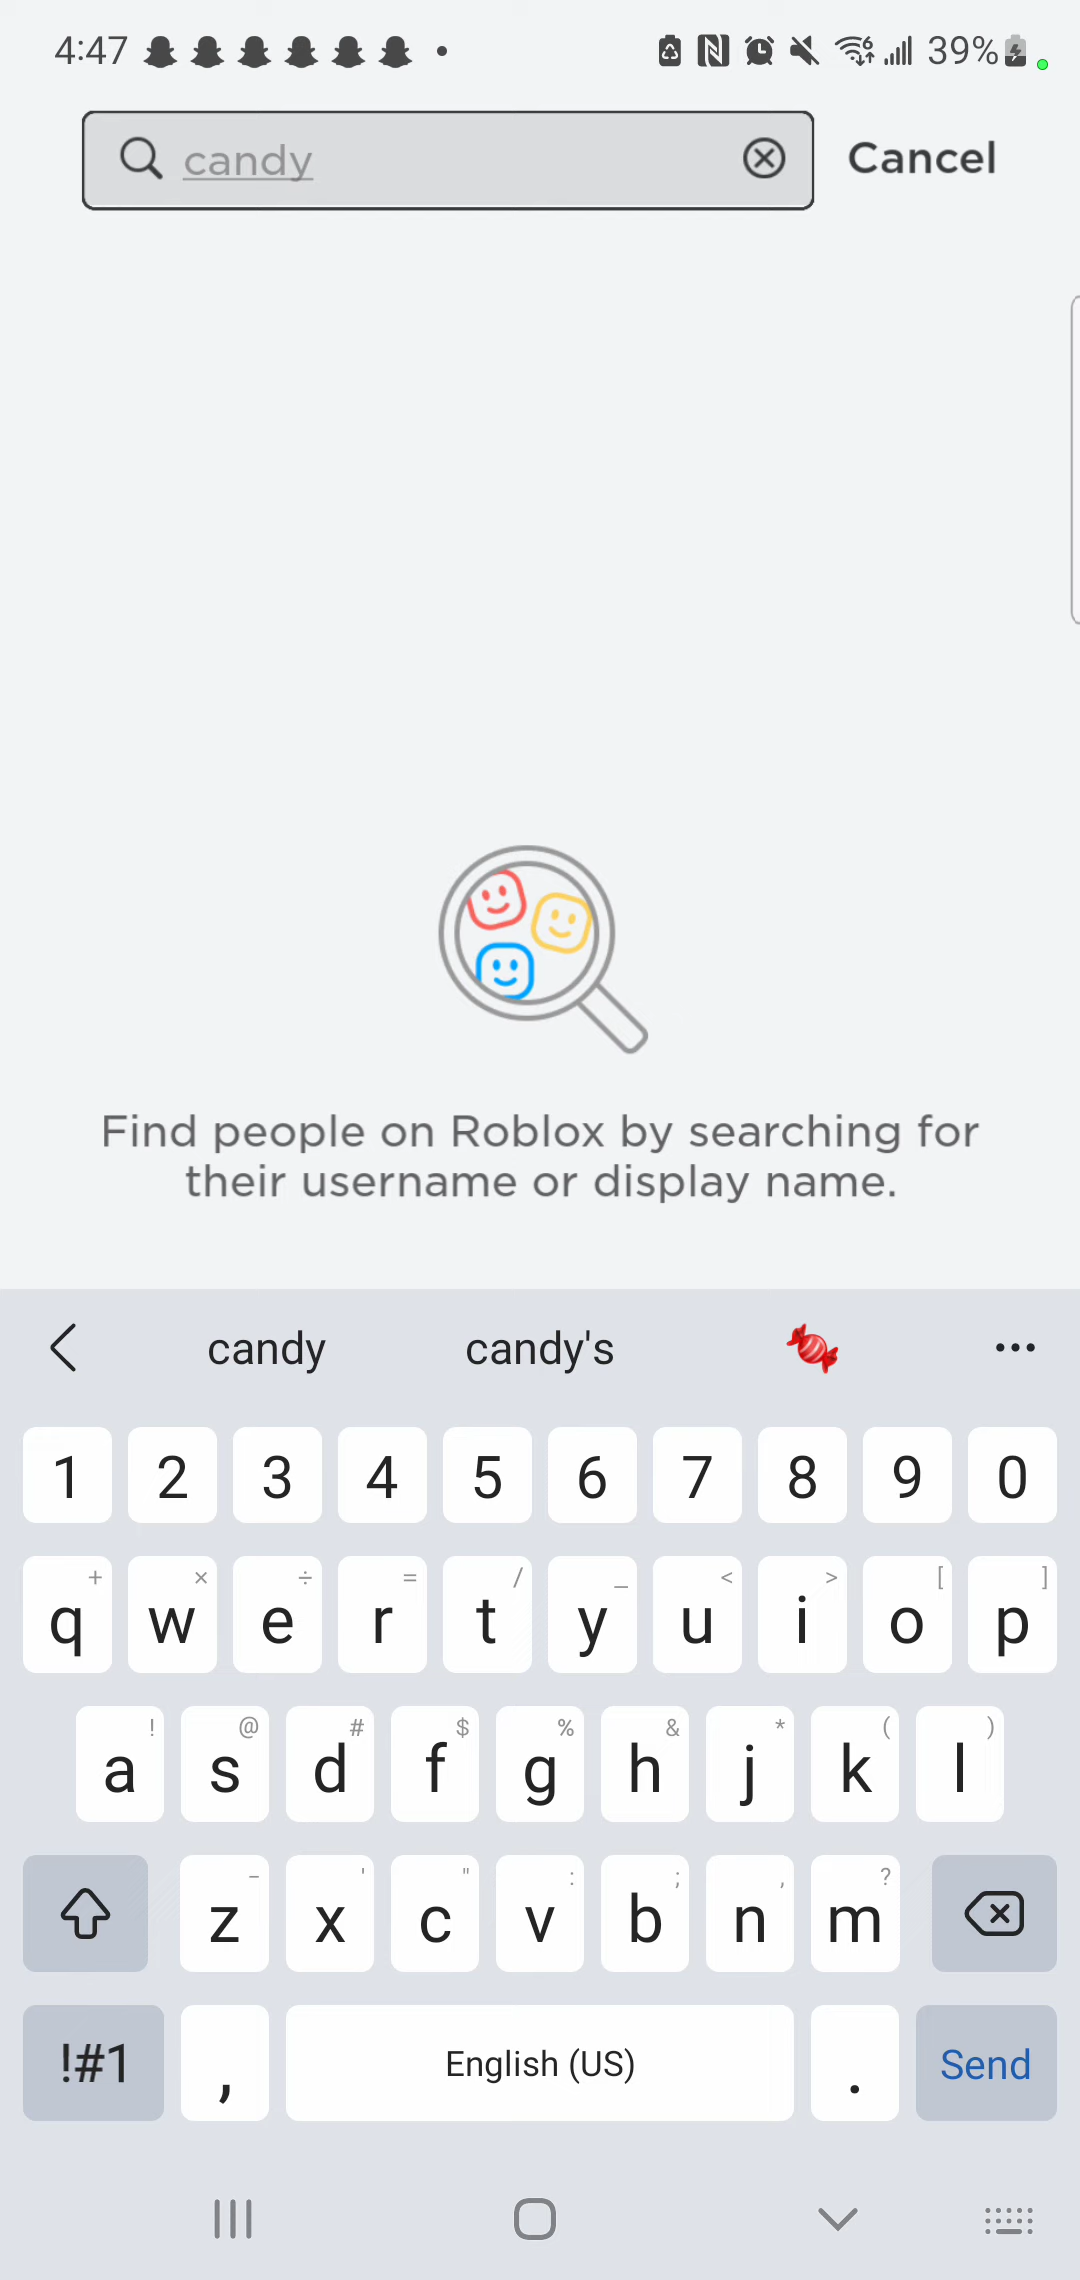 4:47 39%
candy Cancel
Find people on Roblox by searching for
their username or display name.
candy candy's
1 2 3 4 5 6 7 8 9 0
+ × ÷ = / _ < > [ ]
q w e r t y u i o p
! @ # $ % & * ( )
a s d f g h j k l
- ' " : ; , ?
z x c v b n m
!#1 , English (US) . Send